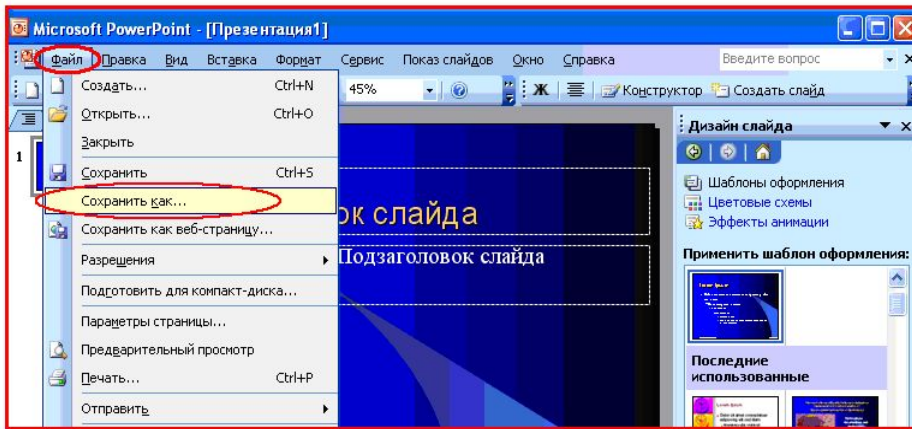 Microsoft PowerPoint - [Презентация1]
Файл Правка Вид Вставка Формат Сервис Показ слайдов Окно Справка Введите вопрос
45% Ж Конструктор Создать слайд
Создать... Ctrl+N
Открыть... Ctrl+O
Закрыть
Сохранить Ctrl+S
Сохранить как...
Сохранить как веб-страницу...
Разрешения
Подготовить для компакт-диска...
Параметры страницы...
Предварительный просмотр
Печать... Ctrl+P
Отправить
1
ок слайда
Подзаголовок слайда
Дизайн слайда
Шаблоны оформления
Цветовые схемы
Эффекты анимации
Применить шаблон оформления:
Последние
использованные